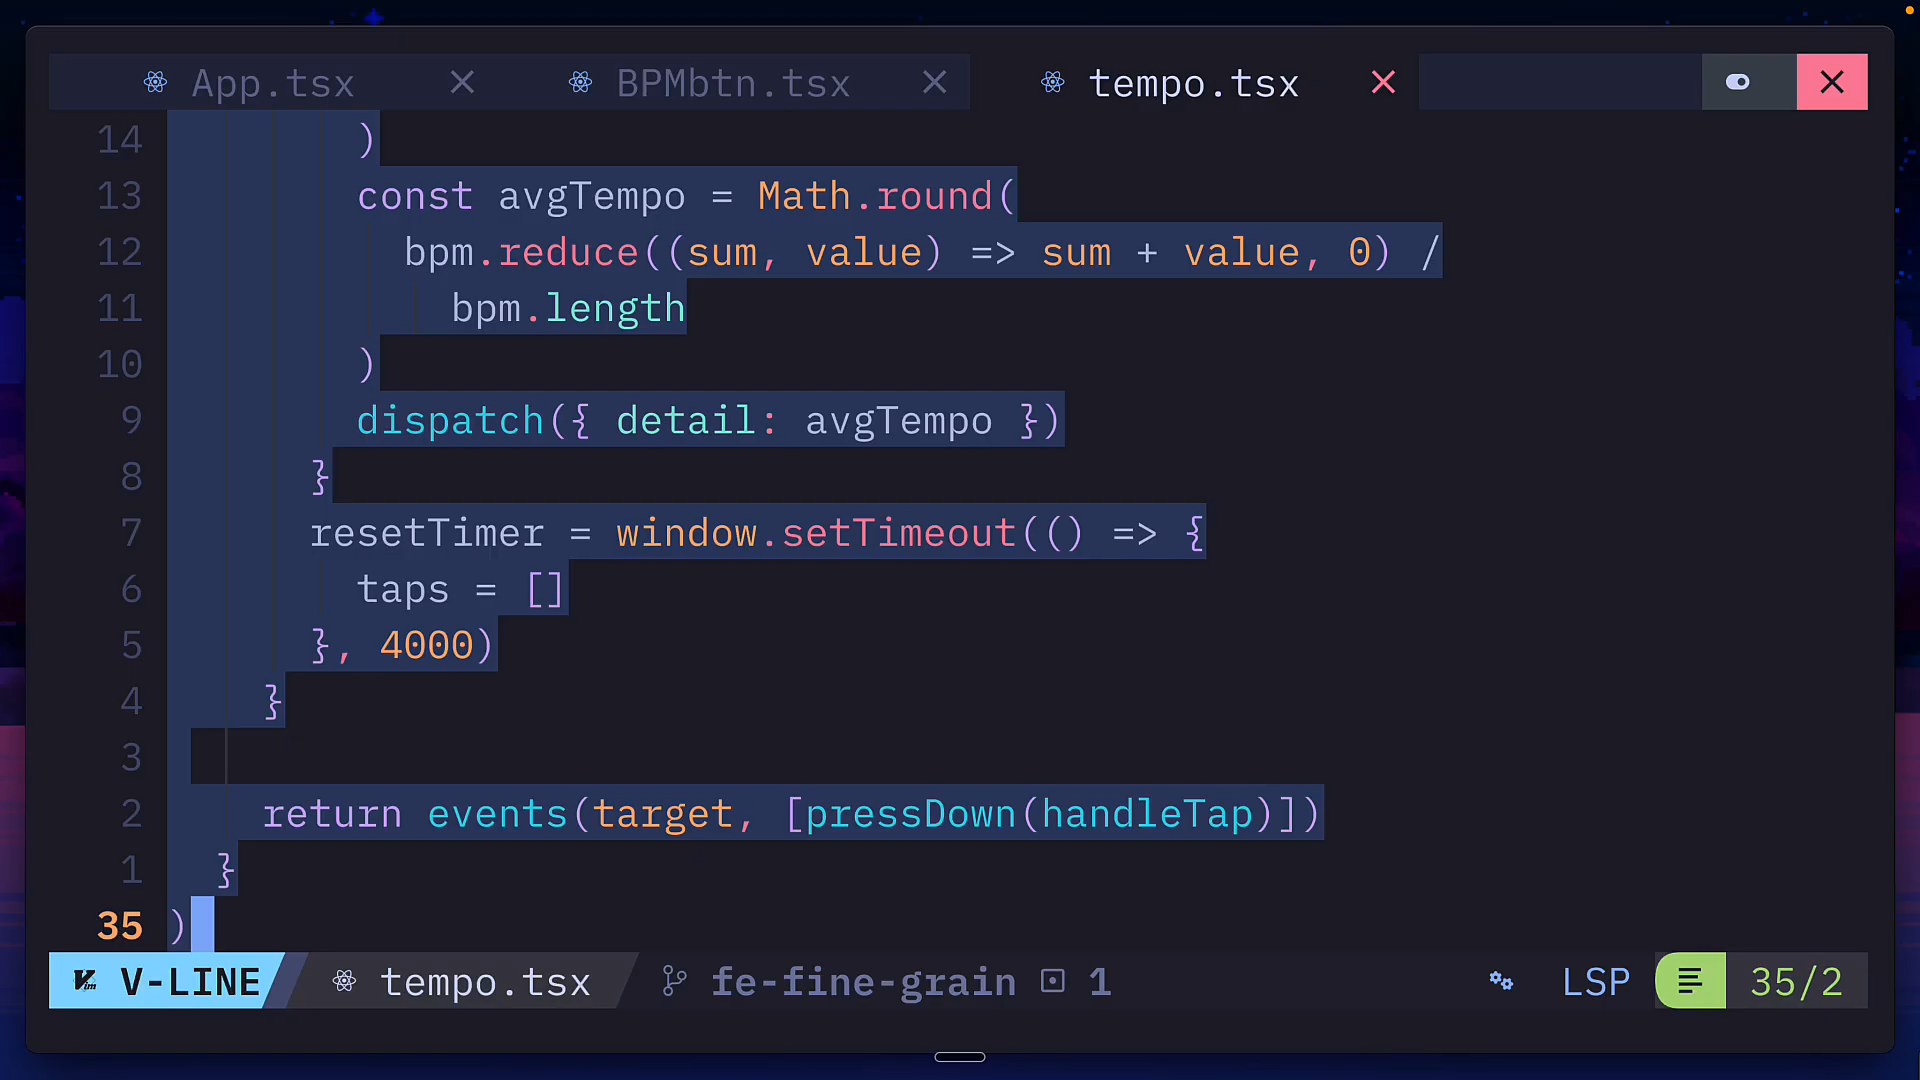 App.tsx
BPMbtn.tsx
tempo.tsx
14 )
13 const avgTempo = Math.round(
12 bpm.reduce((sum, value) => sum + value, 0) /
11 bpm.length
10 )
9 dispatch({ detail: avgTempo })
8 }
7 resetTimer = window.setTimeout(() => {
6 taps = []
5 }, 4000)
4 }
3
2 return events(target, [pressDown(handleTap)])
1 }
35 )
V-LINE tempo.tsx fe-fine-grain 1 LSP 35/2